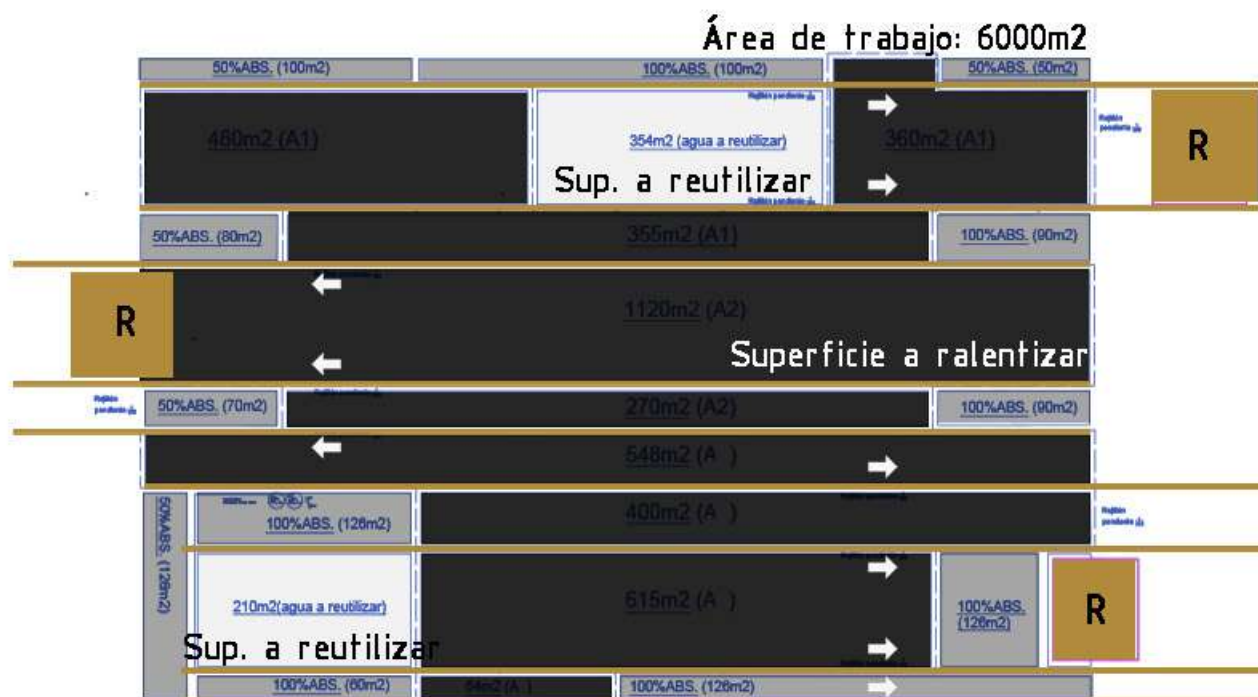 Área de trabajo: 6000m2
50%ABS. (100m2)
100%ABS. (100m2)
50%ABS. (50m2)
460m2 (A1)
354m2 (agua a reutilizar)
Sup. a reutilizar
360m2 (A1)
R
50%ABS. (80m2)
355m2 (A1)
100%ABS. (90m2)
R
1120m2 (A2)
Superficie a ralentizar
50%ABS. (70m2)
270m2 (A2)
100%ABS. (90m2)
548m2 (A )
50%ABS. (126m2)
100%ABS. (126m2)
400m2 (A )
210m2(agua a reutilizar)
Sup. a reutilizar
615m2 (A )
100%ABS.
(126m2)
R
100%ABS. (60m2)
64m2 (A )
100%ABS. (126m2)